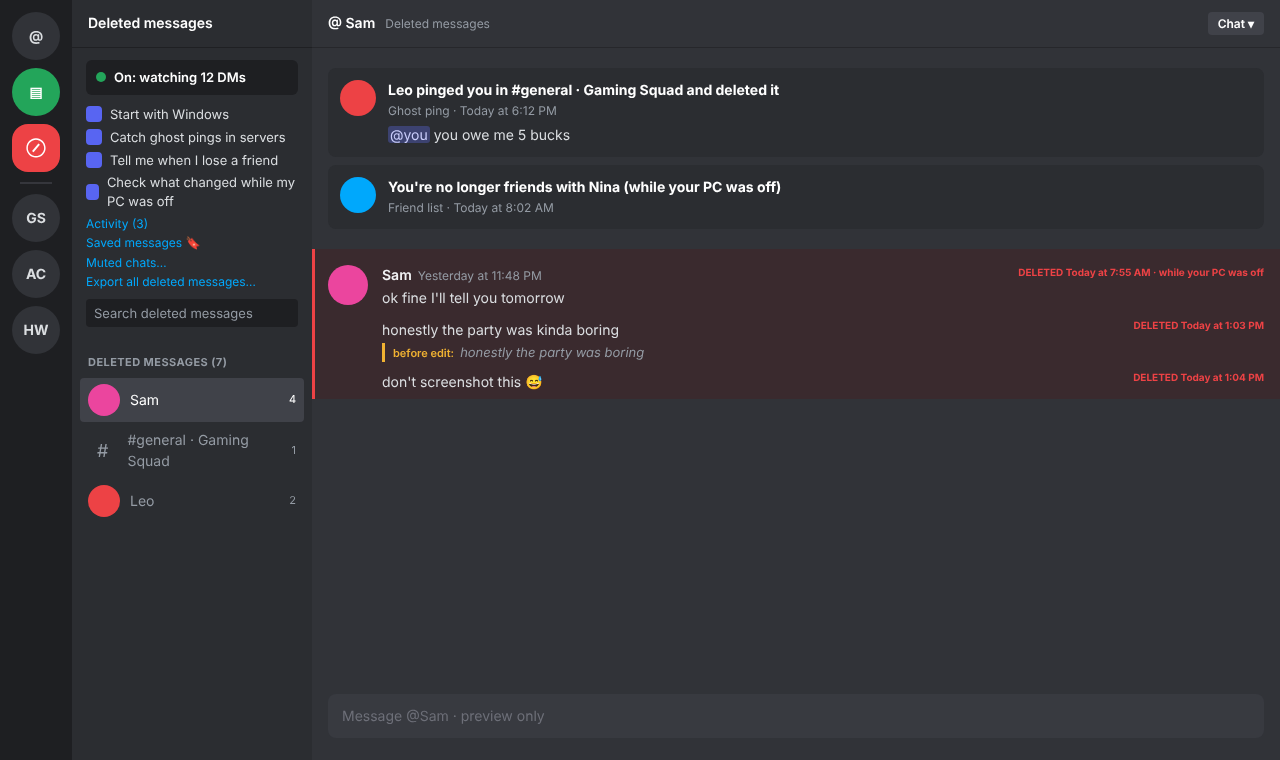 @
GS
AC
HW
Deleted messages
On: watching 12 DMs
Start with Windows
Catch ghost pings in servers
Tell me when I lose a friend
Check what changed while my
PC was off
Activity (3)
Saved messages 🔖
Muted chats...
Export all deleted messages...
Search deleted messages
DELETED MESSAGES (7)
Sam 4
# #general · Gaming 1
Squad
Leo 2
@ Sam Deleted messages Chat ▾
Leo pinged you in #general · Gaming Squad and deleted it
Ghost ping · Today at 6:12 PM
@you you owe me 5 bucks
You're no longer friends with Nina (while your PC was off)
Friend list · Today at 8:02 AM
Sam Yesterday at 11:48 PM DELETED Today at 7:55 AM · while your PC was off
ok fine I'll tell you tomorrow
honestly the party was kinda boring DELETED Today at 1:03 PM
before edit: honestly the party was boring
don't screenshot this 😅 DELETED Today at 1:04 PM
Message @Sam · preview only